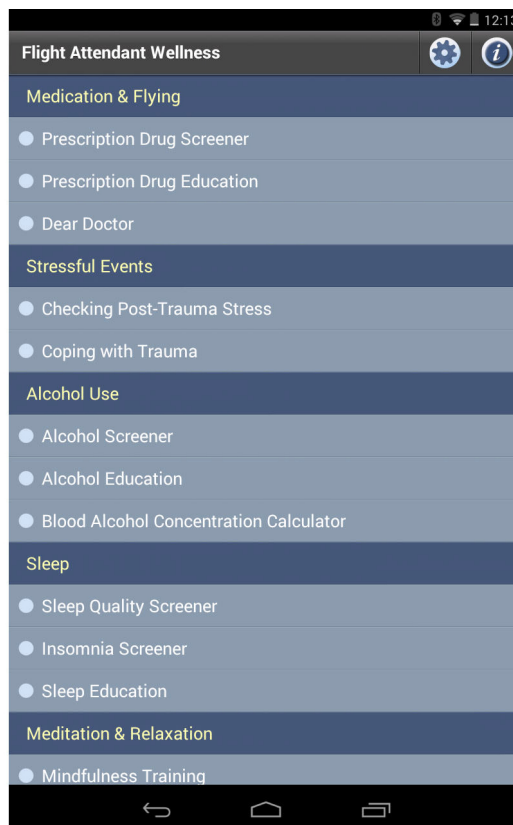 12:13
Flight Attendant Wellness
Medication & Flying
Prescription Drug Screener
Prescription Drug Education
Dear Doctor
Stressful Events
Checking Post-Trauma Stress
Coping with Trauma
Alcohol Use
Alcohol Screener
Alcohol Education
Blood Alcohol Concentration Calculator
Sleep
Sleep Quality Screener
Insomnia Screener
Sleep Education
Meditation & Relaxation
Mindfulness Training